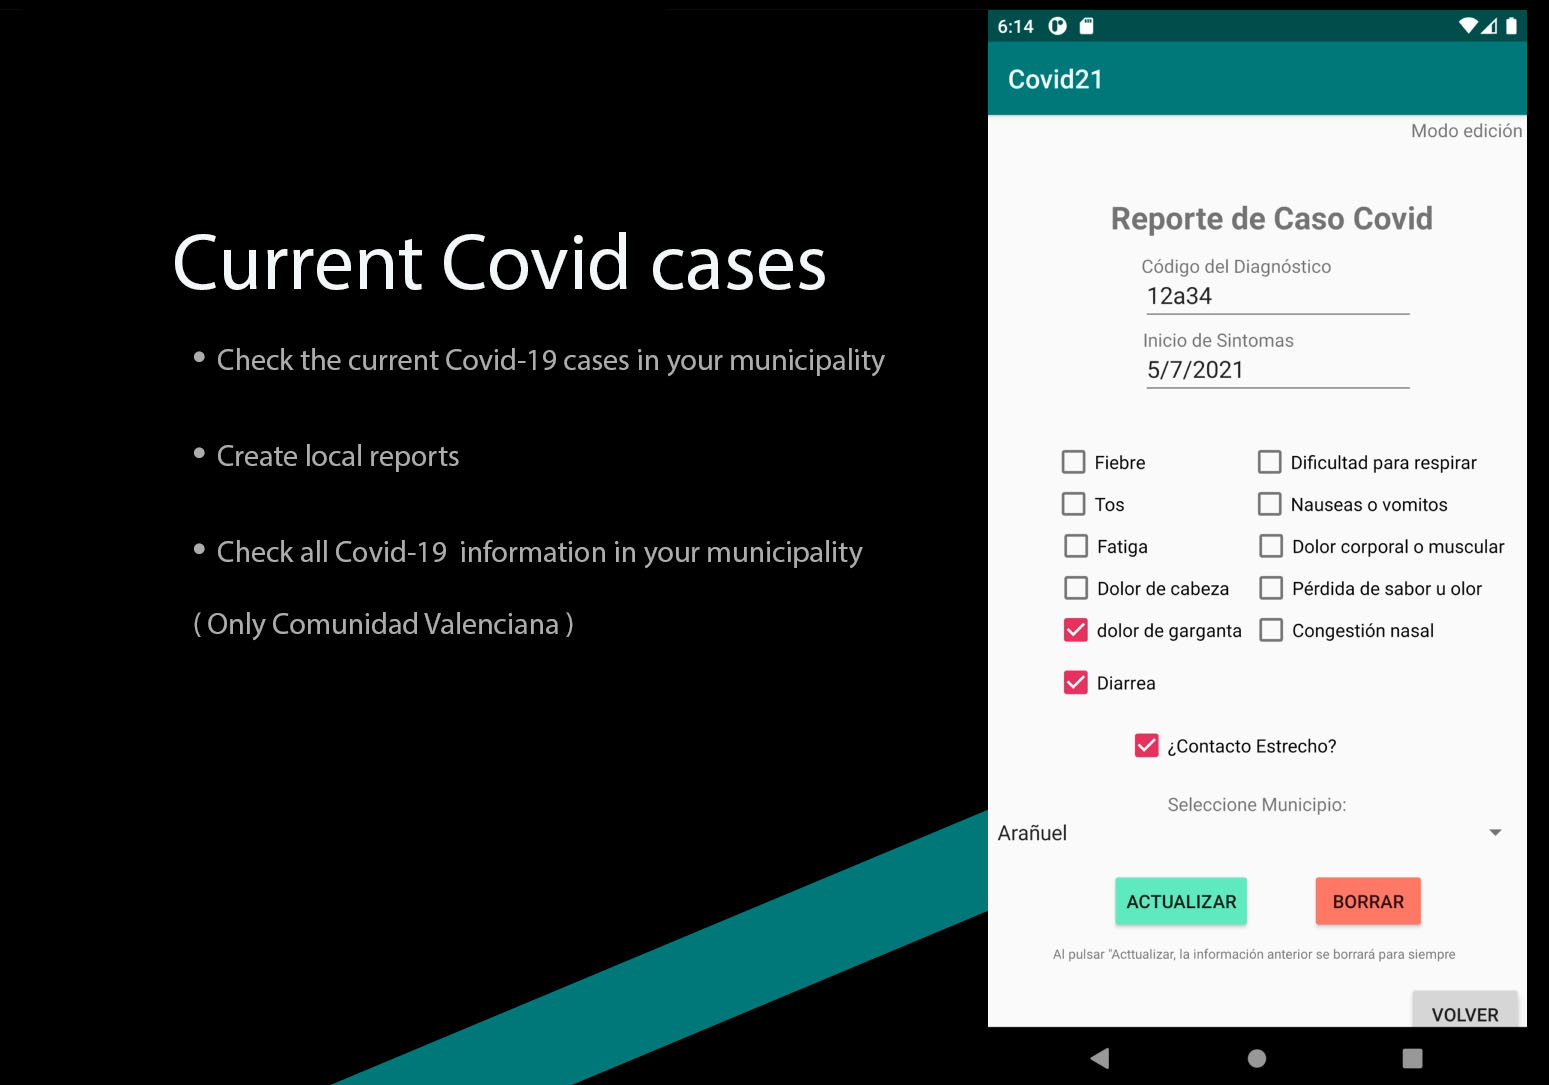 Current Covid cases
• Check the current Covid-19 cases in your municipality
• Create local reports
• Check all Covid-19 information in your municipality
( Only Comunidad Valenciana )
6:14
Covid21
Modo edición
Reporte de Caso Covid
Código del Diagnóstico
12a34
Inicio de Sintomas
5/7/2021
Fiebre
Dificultad para respirar
Tos
Nauseas o vomitos
Fatiga
Dolor corporal o muscular
Dolor de cabeza
Pérdida de sabor u olor
dolor de garganta
Congestión nasal
Diarrea
¿Contacto Estrecho?
Seleccione Municipio:
Arañuel
ACTUALIZAR
BORRAR
Al pulsar "Acttualizar, la información anterior se borrará para siempre
VOLVER